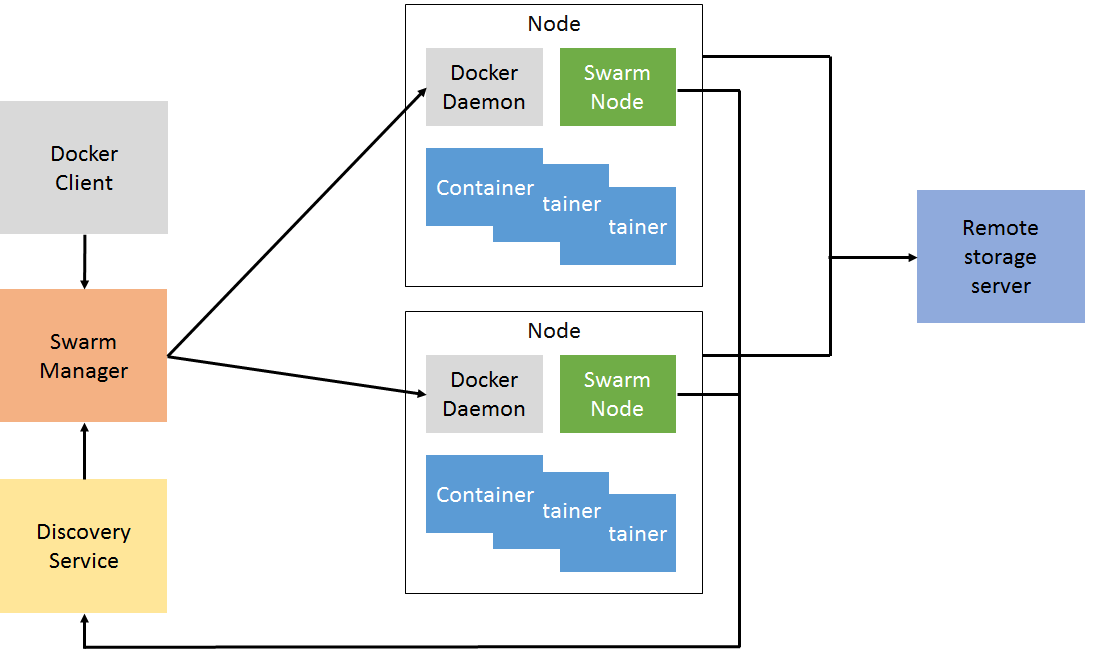 Node
Docker
Daemon
Swarm
Node
Container
tainer
tainer
Docker
Client
Swarm
Manager
Discovery
Service
Node
Docker
Daemon
Swarm
Node
Container
tainer
tainer
Remote
storage
server